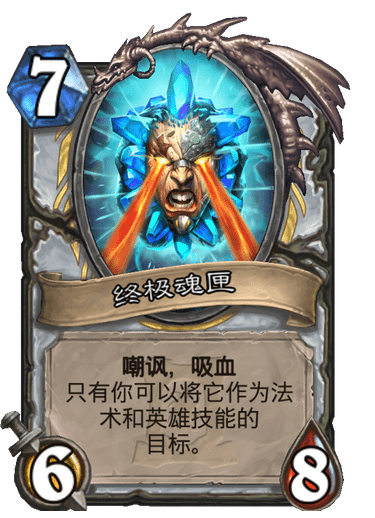 7
终极魂匣
嘲讽，吸血
只有你可以将它作为法
术和英雄技能的
目标。
6
8